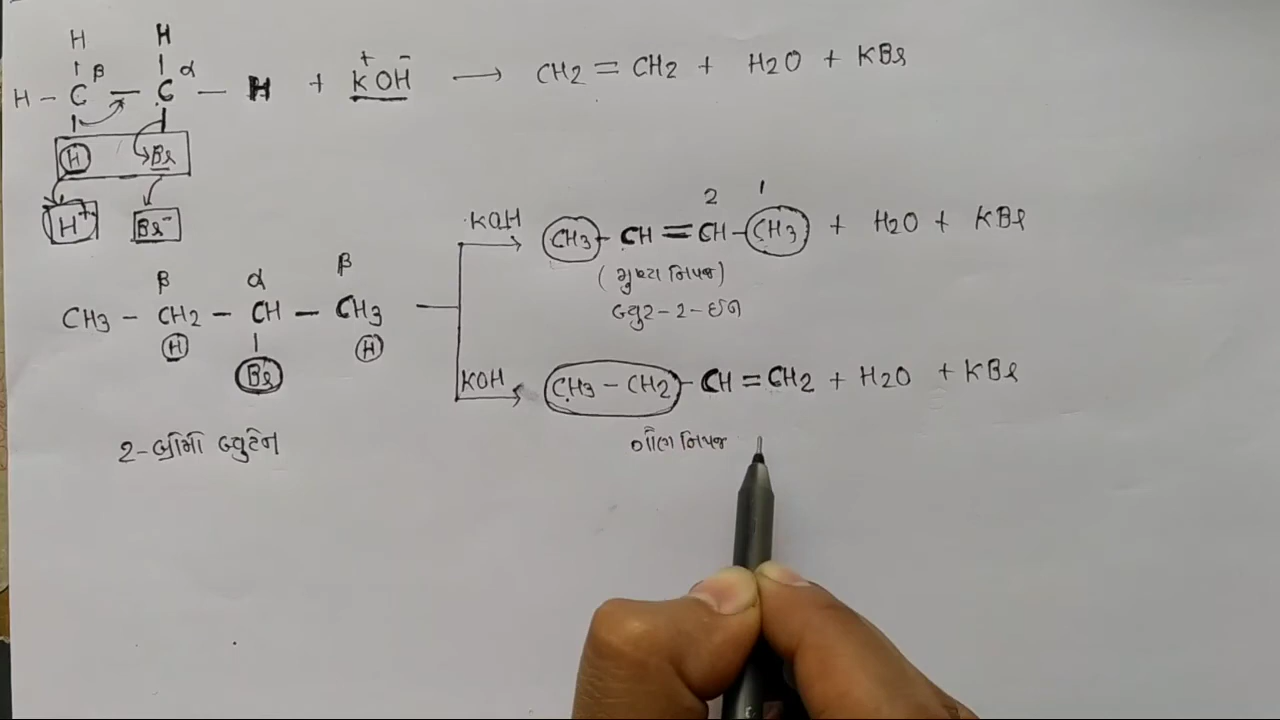 H H
H – C β — C α — H + K⁺OH⁻ ⟶ CH2 = CH2 + H2O + KBr
H Br
H⁺ Br⁻
KOH CH3 – CH = CH – CH3 + H2O + KBr
2 1
(મુખ્ય નિપજ)
બ્યુટ-2-ઇન
β α β
CH3 – CH2 – CH – CH3
H Br H
KOH CH3 – CH2 – CH = CH2 + H2O + KBr
2-બ્રોમો બ્યુટેન
ગૌણ નિપજ